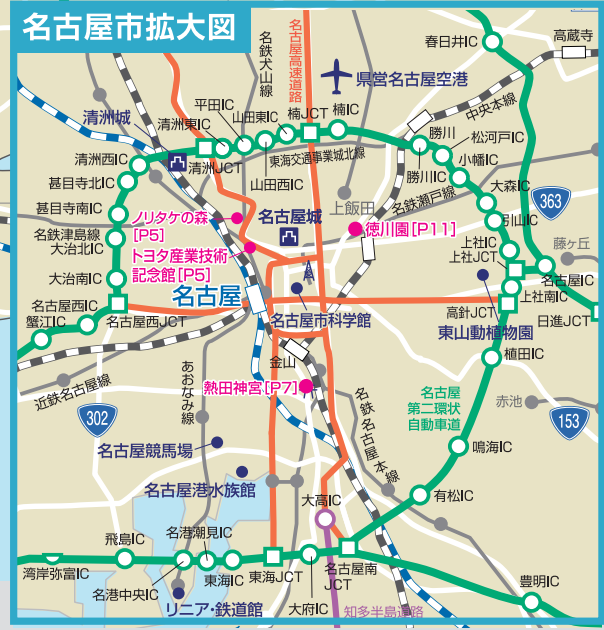 名古屋市拡大図
高蔵寺
春日井IC
名鉄犬山線
名古屋高速道路
県営名古屋空港
中央本線
平田IC
山田東IC
楠JCT
楠IC
清洲城
清洲東IC
勝川
松河戸IC
小幡IC
清洲西IC
清洲JCT
東海交通事業城北線
山田西IC
勝川IC
大森IC
甚目寺北IC
上飯田
名鉄瀬戸線
363
甚目寺南IC
ノリタケの森
[P5]
名古屋城
徳川園[P11]
引山IC
名鉄津島線
大治北IC
トヨタ産業技術
記念館[P5]
上社IC
上社JCT
藤ヶ丘
大治南IC
名古屋
名古屋IC
上社南IC
名古屋西IC
蟹江IC
名古屋西JCT
名古屋市科学館
高針JCT
東山動植物園
日進JCT
金山
植田IC
近鉄名古屋線
あおなみ線
熱田神宮[P7]
名鉄名古屋本線
名古屋
第二環状
自動車道
赤池
302
153
名古屋競馬場
鳴海IC
名古屋港水族館
大高IC
有松IC
飛島IC
名港潮見IC
湾岸弥富IC
名港中央IC
東海IC
東海JCT
名古屋南
JCT
豊明IC
リニア・鉄道館
大府IC
知多半島道路